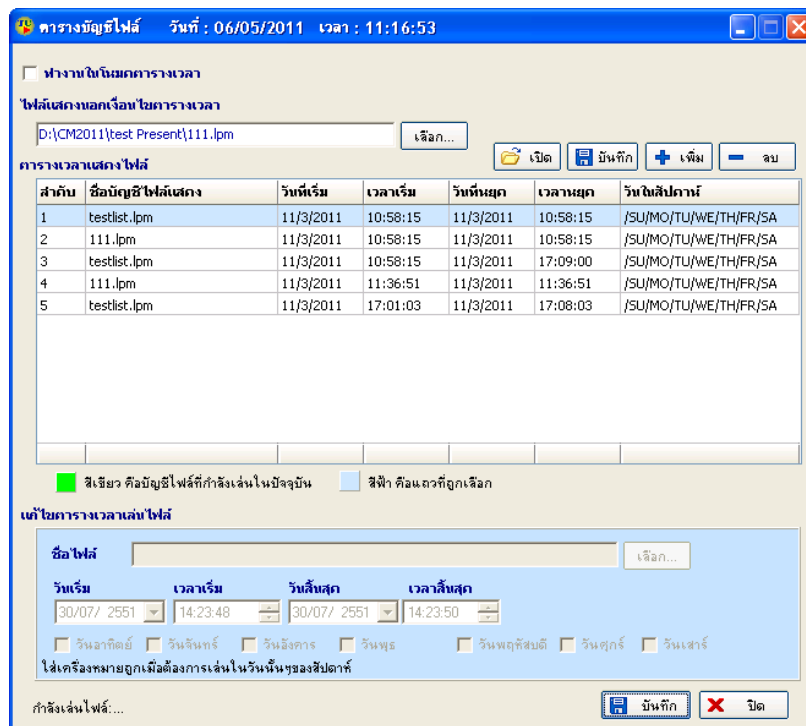 ตารางบัญชีไฟล์ วันที่ : 06/05/2011 เวลา : 11:16:53
ทำงานในโหมดตารางเวลา
ไฟล์แสดงนอกเงื่อนไขตารางเวลา
D:\CM2011\test Present\111.lpm เลือก...
ตารางเวลาแสดงไฟล์ เปิด บันทึก เพิ่ม ลบ
ลำดับ ชื่อบัญชีไฟล์แสดง วันที่เริ่ม เวลาเริ่ม วันที่หยุด เวลาหยุด วันในสัปดาห์
1 testlist.lpm 11/3/2011 10:58:15 11/3/2011 10:58:15 /SU/MO/TU/WE/TH/FR/SA
2 111.lpm 11/3/2011 10:58:15 11/3/2011 10:58:15 /SU/MO/TU/WE/TH/FR/SA
3 testlist.lpm 11/3/2011 10:58:15 11/3/2011 17:09:00 /SU/MO/TU/WE/TH/FR/SA
4 111.lpm 11/3/2011 11:36:51 11/3/2011 11:36:51 /SU/MO/TU/WE/TH/FR/SA
5 testlist.lpm 11/3/2011 17:01:03 11/3/2011 17:08:03 /SU/MO/TU/WE/TH/FR/SA
สีเขียว คือบัญชีไฟล์ที่กำลังเล่นในปัจจุบัน สีฟ้า คือแถวที่ถูกเลือก
แก้ไขตารางเวลาเล่นไฟล์
ชื่อไฟล์ เลือก...
วันเริ่ม เวลาเริ่ม วันสิ้นสุด เวลาสิ้นสุด
30/07/ 2551 14:23:48 30/07/ 2551 14:23:50
วันอาทิตย์ วันจันทร์ วันอังคาร วันพุธ วันพฤหัสบดี วันศุกร์ วันเสาร์
ใส่เครื่องหมายถูกเมื่อต้องการเล่นในวันนั้นๆของสัปดาห์
กำลังเล่นไฟล์:... บันทึก ปิด